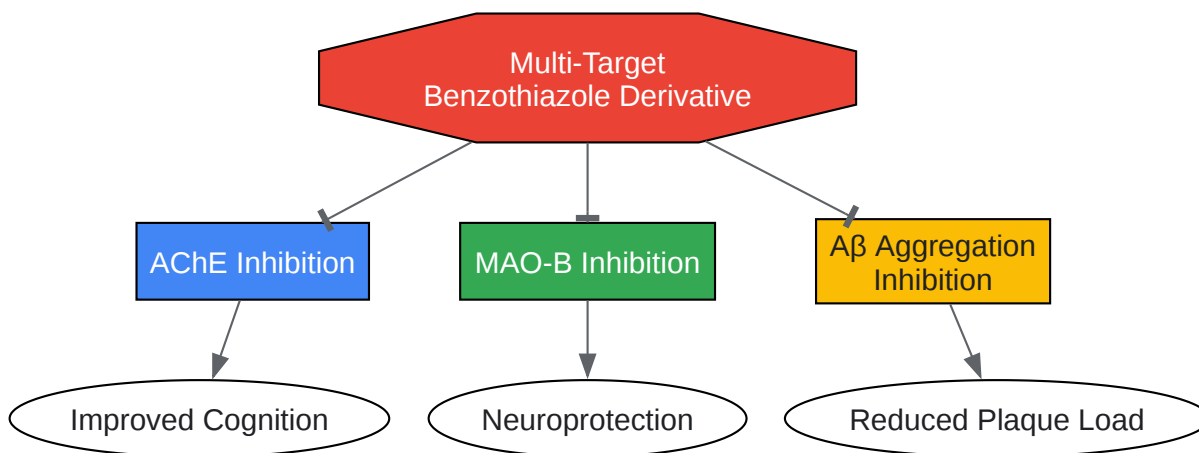 Multi-Target
Benzothiazole Derivative
AChE Inhibition
MAO-B Inhibition
Aβ Aggregation
Inhibition
Improved Cognition
Neuroprotection
Reduced Plaque Load